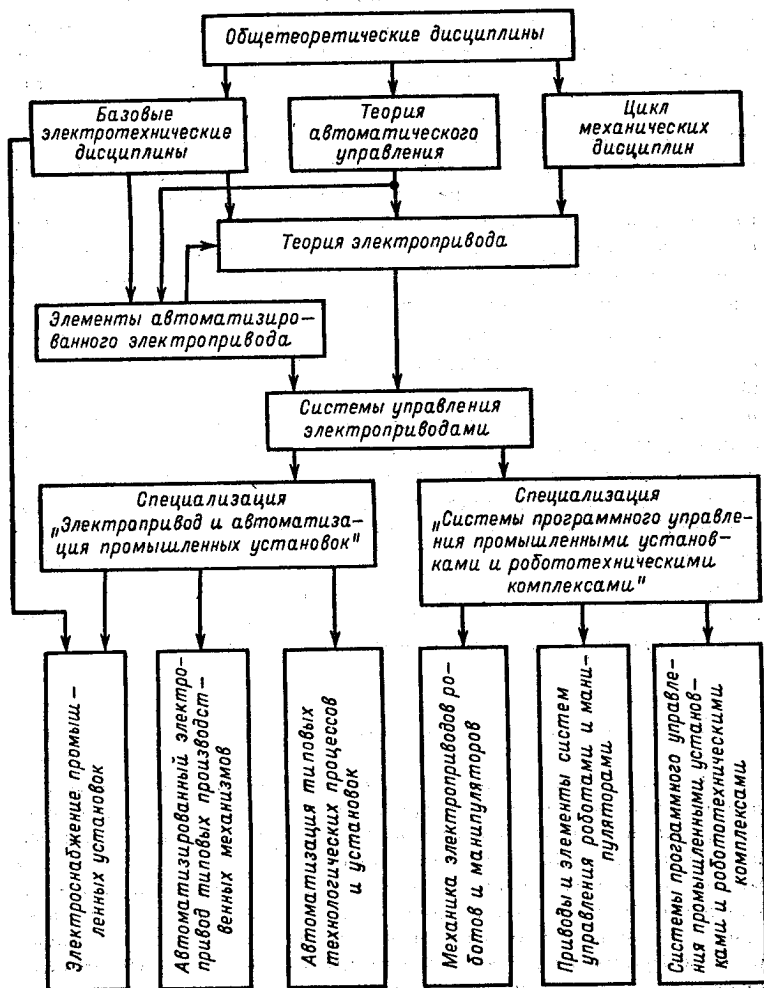 Общетеоретические дисциплины
Базовые
электротехнические
дисциплины
Теория
автоматического
управления
Цикл
механических
дисциплин
Теория электропривода
Элементы автоматизиро-
ванного электропривода
Системы управления
электроприводами
Специализация
„Электропривод и автоматиза-
ция промышленных установок"
Специализация
„Системы программного управле-
ния промышленными установ-
ками и робототехническими
комплексами"
Электроснабжение промыш-
ленных установок
Автоматизированный электро-
привод типовых производст-
венных механизмов
Автоматизация типовых
технологических процессов
и установок
Механика электроприводов ро-
ботов и манипуляторов
Приводы и элементы систем
управления роботами и мани-
пуляторами
Системы программного управле-
ния промышленными установ-
ками и робототехническими
комплексами